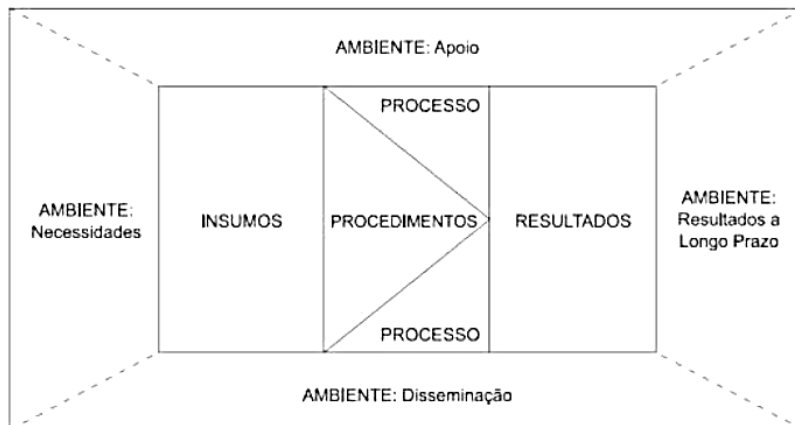 AMBIENTE: Apoio
PROCESSO
AMBIENTE:
Necessidades
INSUMOS
PROCEDIMENTOS
RESULTADOS
AMBIENTE:
Resultados a
Longo Prazo
PROCESSO
AMBIENTE: Disseminação